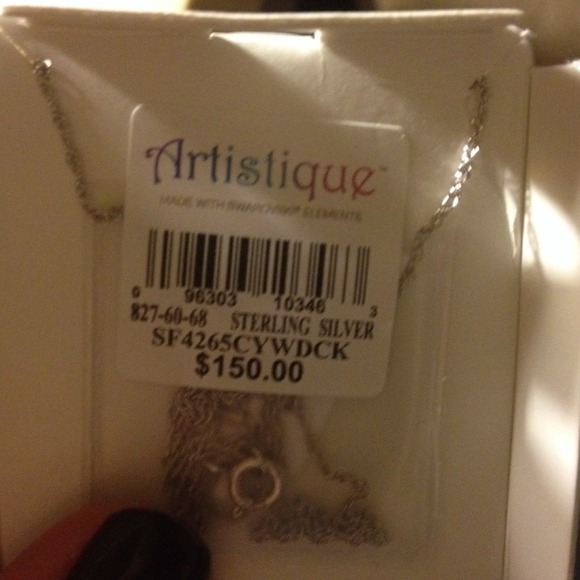 Artistique™
MADE WITH SWAROVSKI® ELEMENTS
0 96303 10346 3
827-60-68 STERLING SILVER
SF4265CYWDCK
$150.00